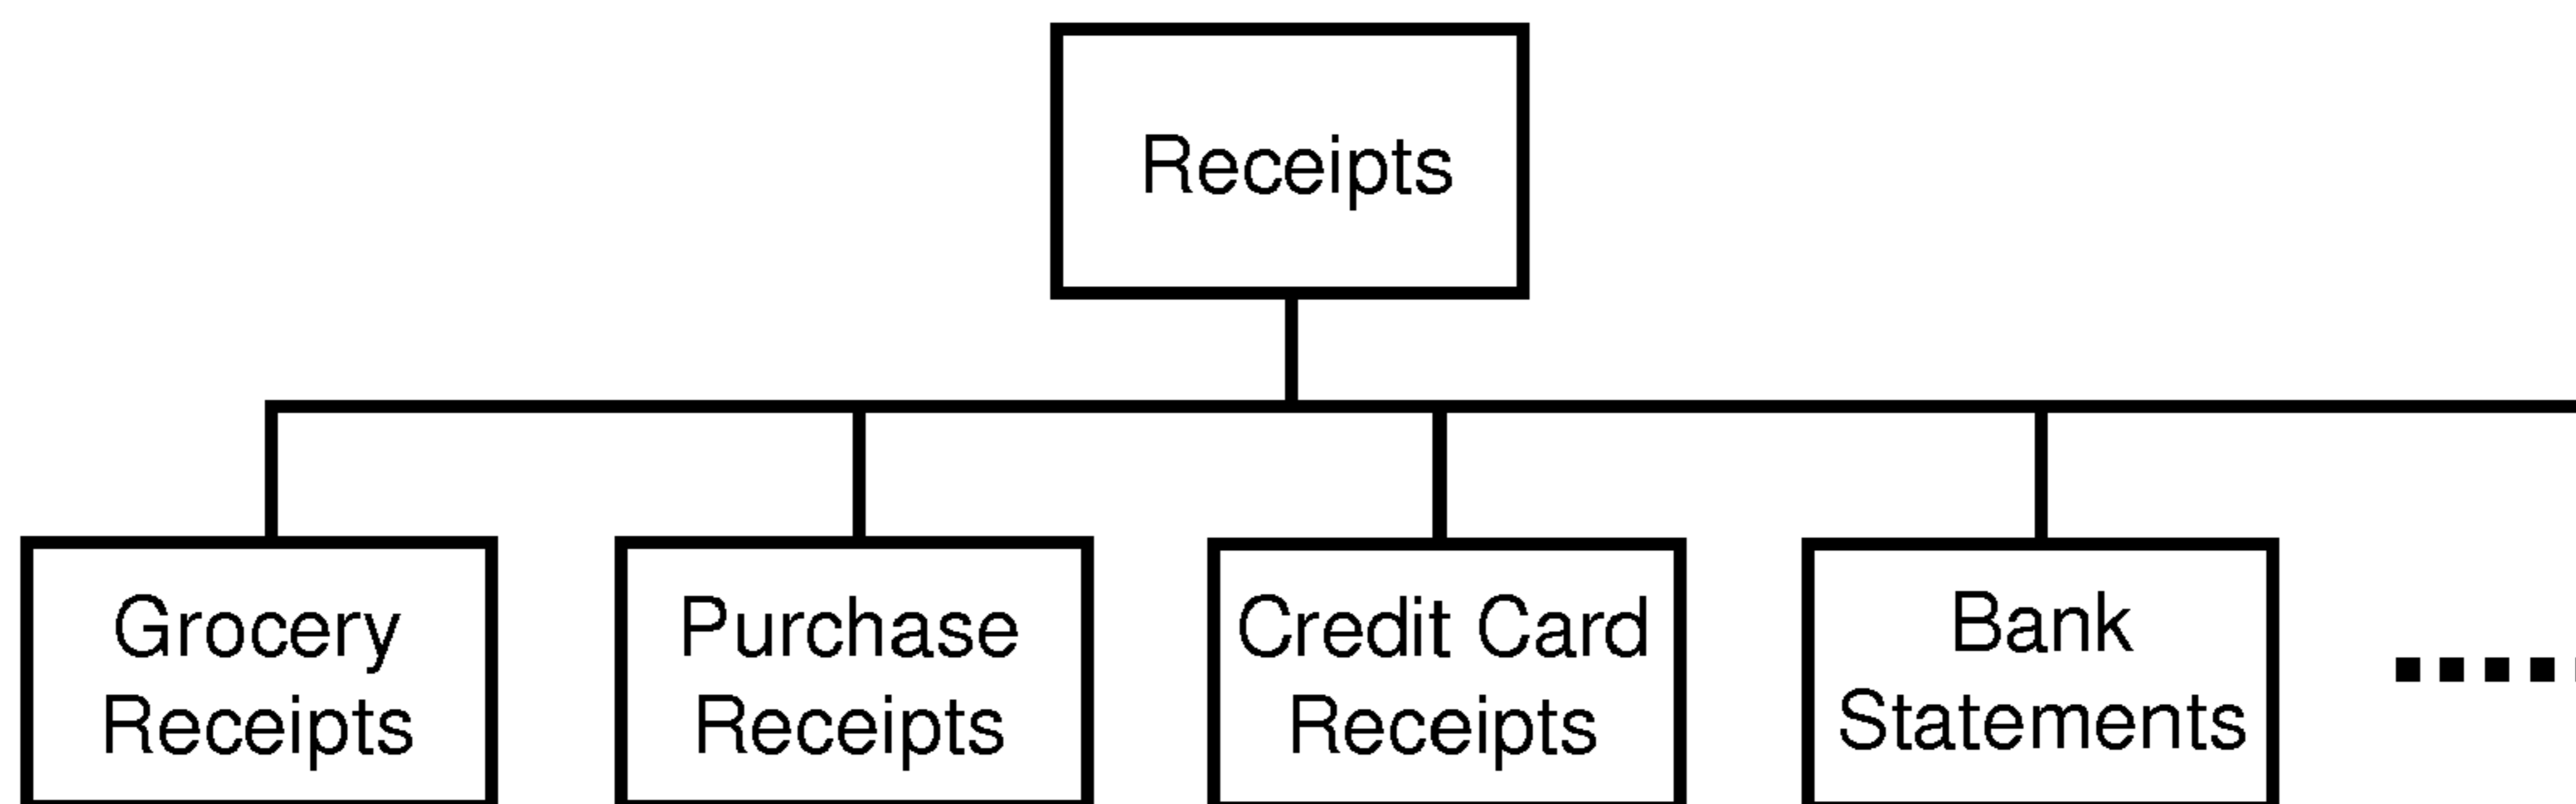 Receipts
Grocery
Receipts
Purchase
Receipts
Credit Card
Receipts
Bank
Statements